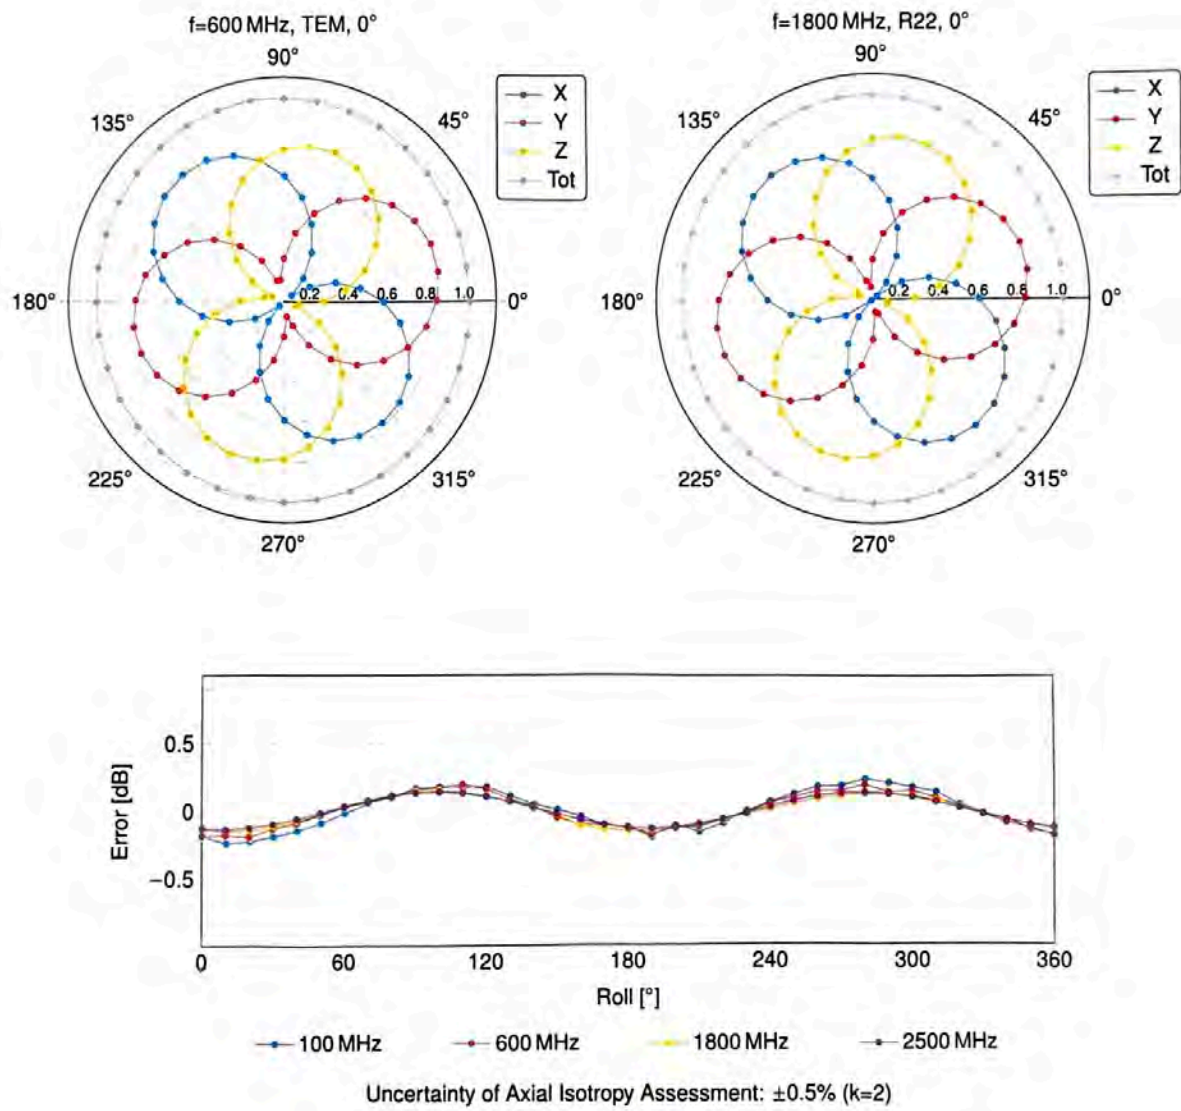 f=600 MHz, TEM, 0°
90°
135°
45°
X
Y
Z
Tot
180°
0.2 0.4 0.6 0.8 1.0
0°
225°
315°
270°
f=1800 MHz, R22, 0°
90°
135°
45°
X
Y
Z
Tot
180°
0.2 0.4 0.6 0.8 1.0
0°
225°
315°
270°
Error [dB]
0.5
0
−0.5
0 60 120 180 240 300 360
Roll [°]
100 MHz 600 MHz 1800 MHz 2500 MHz
Uncertainty of Axial Isotropy Assessment: ±0.5% (k=2)